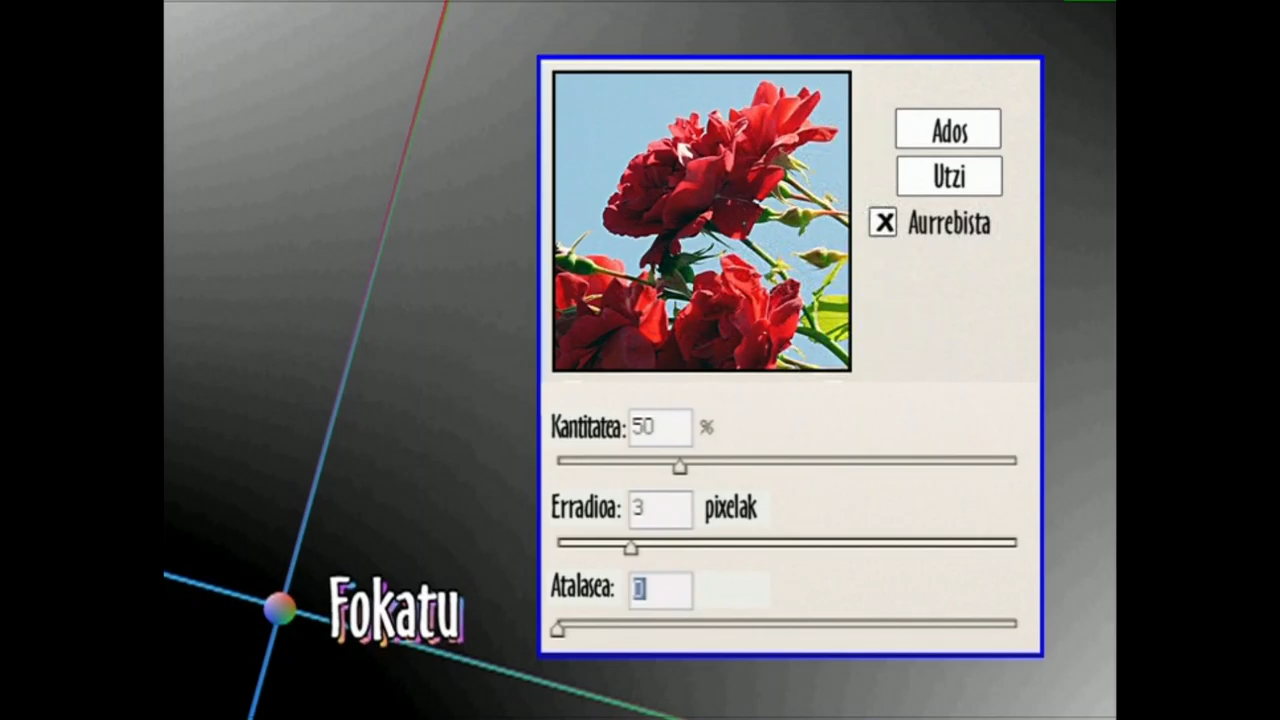 Ados
Utzi
X Aurrebista
Kantitatea: 50 %
Erradioa: 3 pixelak
Atalasea: 0
Fokatu